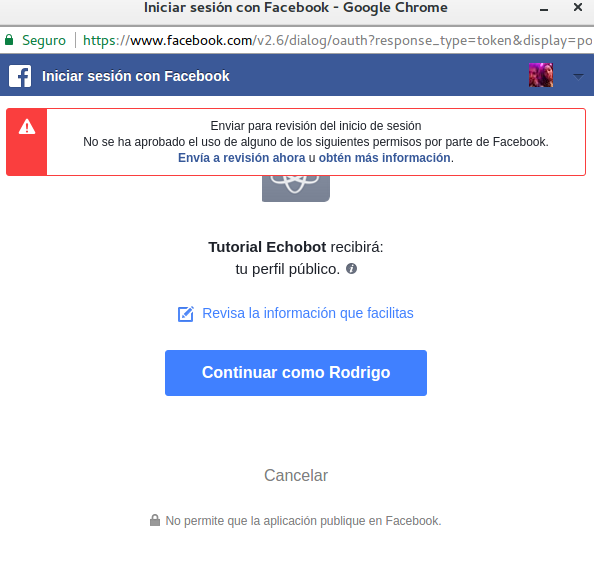 Iniciar sesión con Facebook - Google Chrome
Seguro | https://www.facebook.com/v2.6/dialog/oauth?response_type=token&display=po
Iniciar sesión con Facebook
Enviar para revisión del inicio de sesión
No se ha aprobado el uso de alguno de los siguientes permisos por parte de Facebook.
Envía a revisión ahora u obtén más información.
Tutorial Echobot recibirá:
tu perfil público.
Revisa la información que facilitas
Continuar como Rodrigo
Cancelar
No permite que la aplicación publique en Facebook.